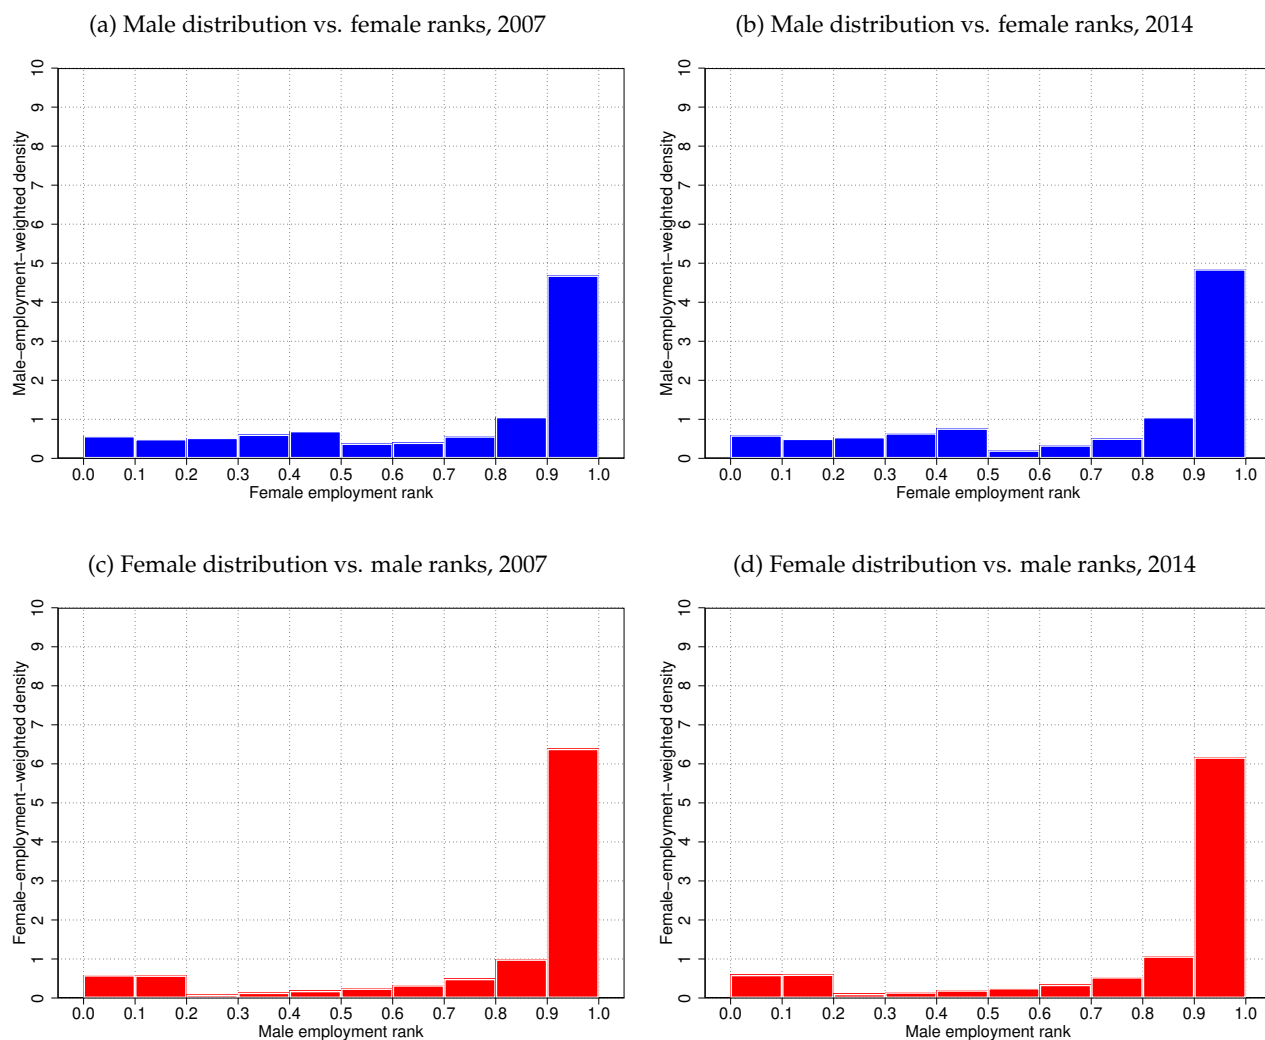 (a) Male distribution vs. female ranks, 2007
10
9
8
7
6
5
4
3
2
1
0
Male−employment−weighted density
0.0 0.1 0.2 0.3 0.4 0.5 0.6 0.7 0.8 0.9 1.0
Female employment rank
(b) Male distribution vs. female ranks, 2014
10
9
8
7
6
5
4
3
2
1
0
Male−employment−weighted density
0.0 0.1 0.2 0.3 0.4 0.5 0.6 0.7 0.8 0.9 1.0
Female employment rank
(c) Female distribution vs. male ranks, 2007
10
9
8
7
6
5
4
3
2
1
0
Female−employment−weighted density
0.0 0.1 0.2 0.3 0.4 0.5 0.6 0.7 0.8 0.9 1.0
Male employment rank
(d) Female distribution vs. male ranks, 2014
10
9
8
7
6
5
4
3
2
1
0
Female−employment−weighted density
0.0 0.1 0.2 0.3 0.4 0.5 0.6 0.7 0.8 0.9 1.0
Male employment rank